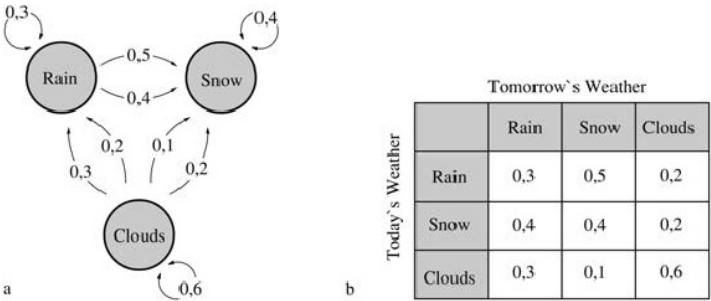 0,3
0,4
0,5
Rain
Snow
0,4
0,2
0,1
0,3
0,2
Clouds
0,6
a
Tomorrow`s Weather
Rain Snow Clouds
Today`s Weather
Rain 0,3 0,5 0,2
Snow 0,4 0,4 0,2
Clouds 0,3 0,1 0,6
b